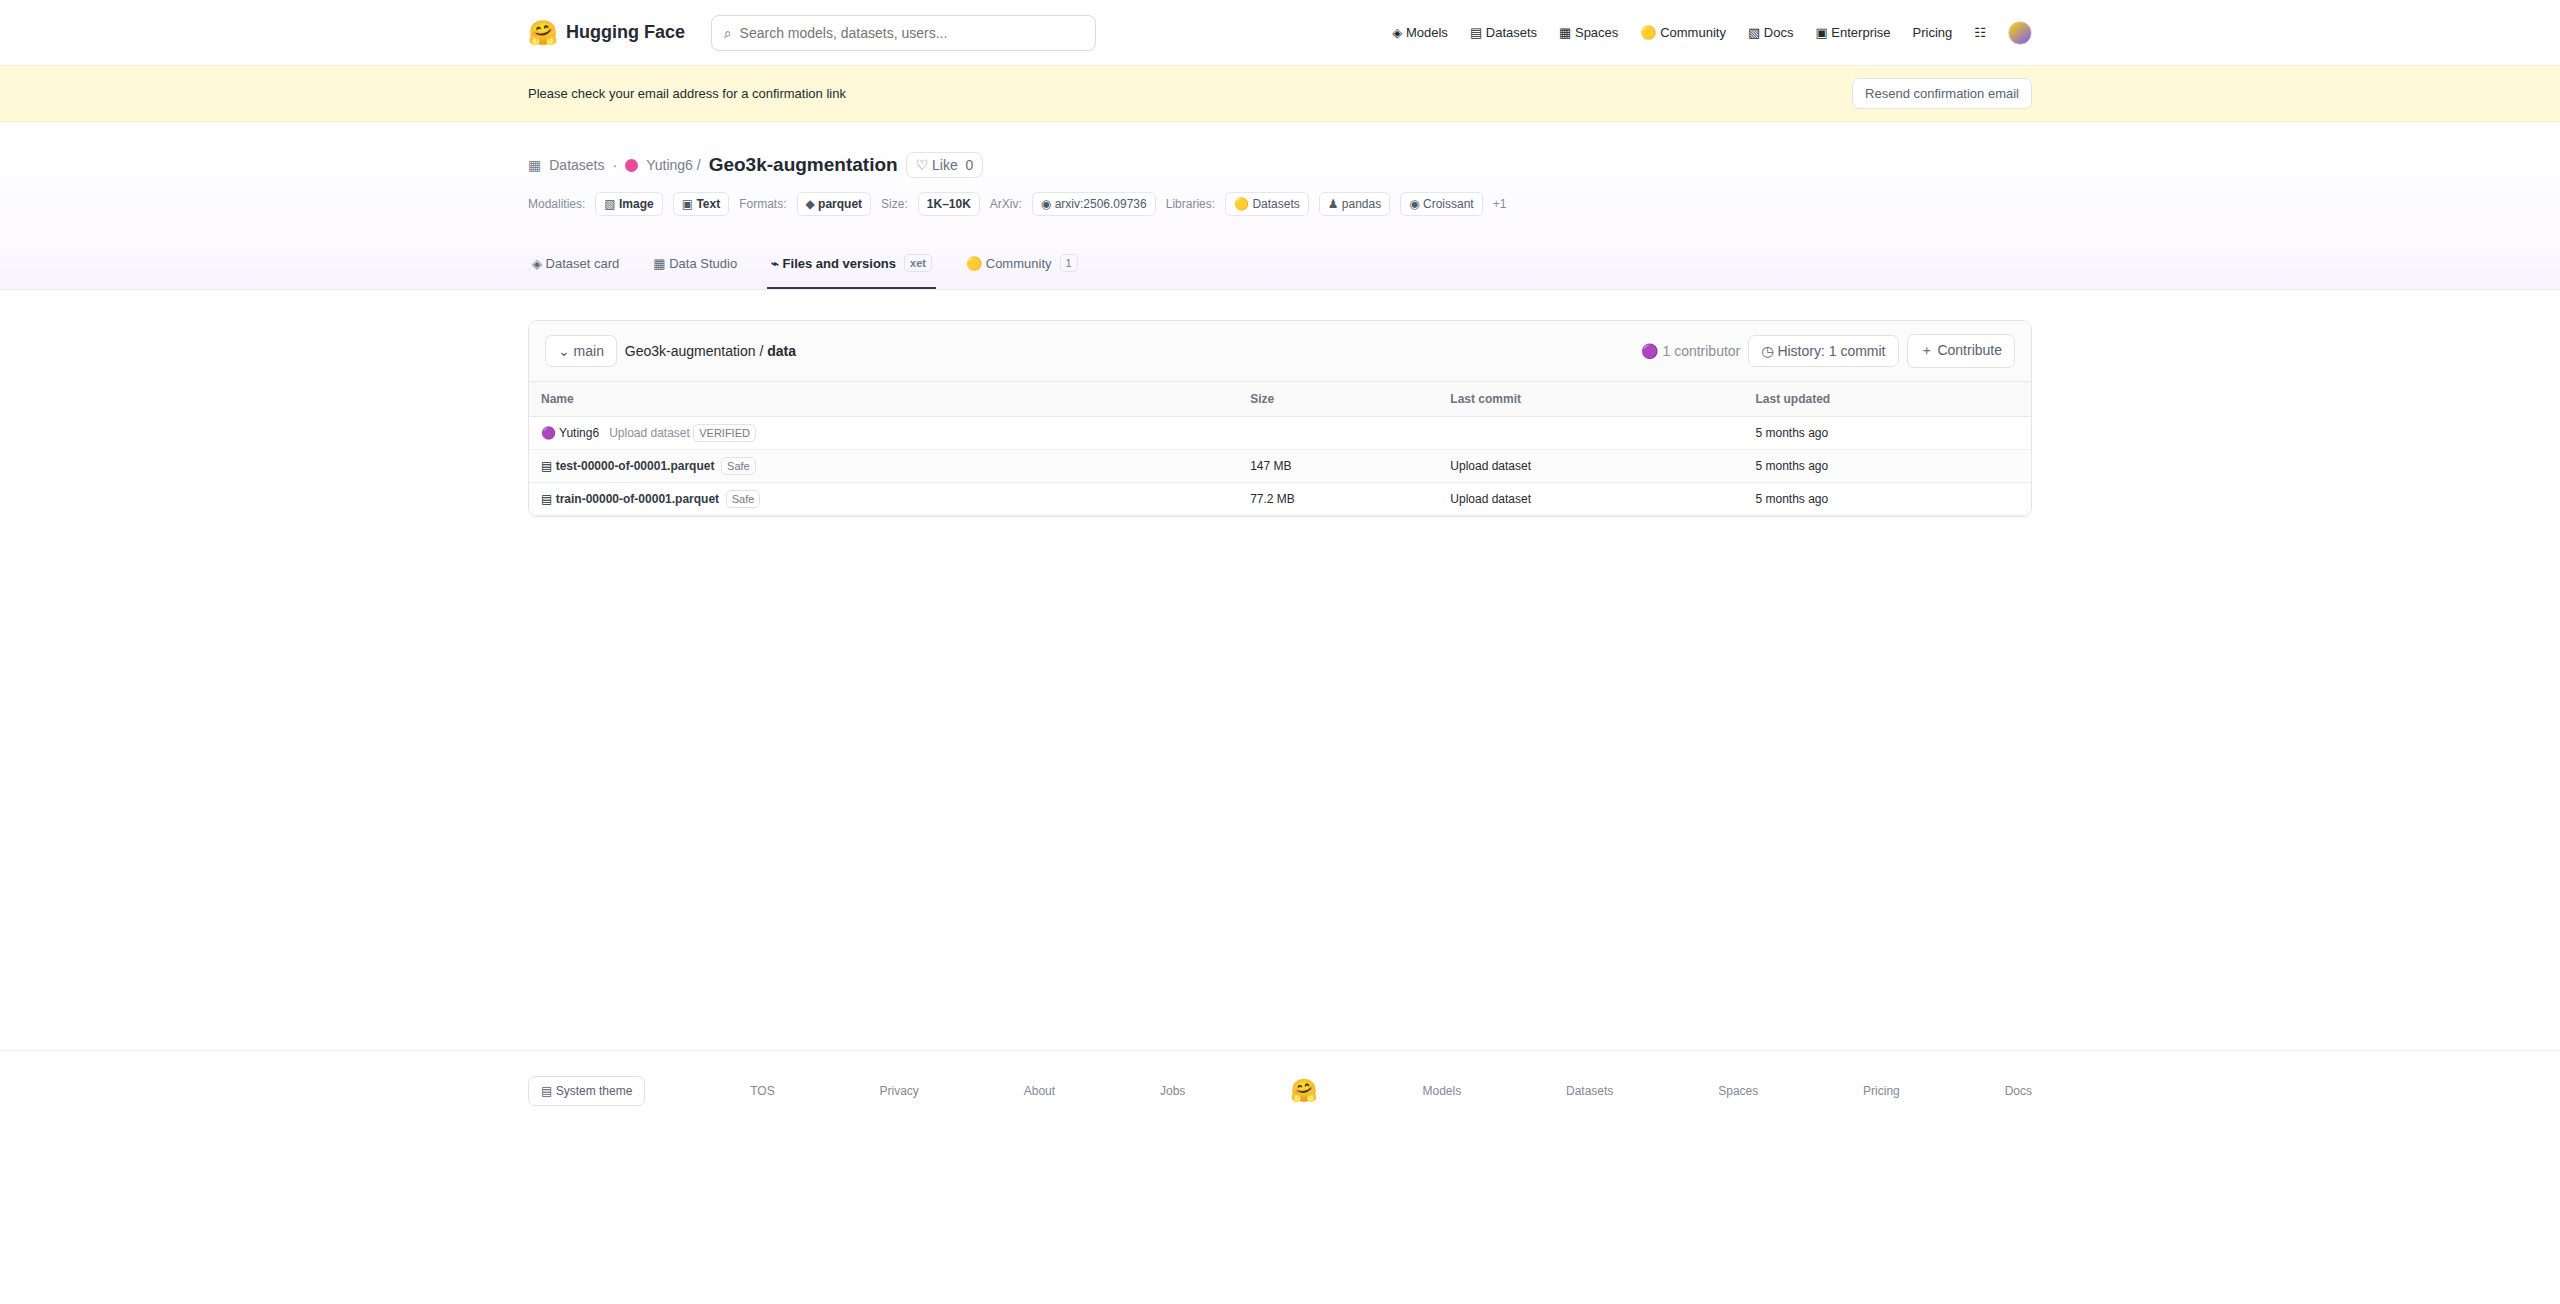 Hugging Face Search models, datasets, users... Models Datasets Spaces Community Docs Enterprise Pricing
Please check your email address for a confirmation link Resend confirmation email
Datasets · Yuting6 / Geo3k-augmentation Like 0
Modalities: Image Text Formats: parquet Size: 1K–10K ArXiv: arxiv:2506.09736 Libraries: Datasets pandas Croissant +1
Dataset card Data Studio Files and versions xet Community 1
main Geo3k-augmentation / data 1 contributor History: 1 commit + Contribute
Name Size Last commit Last updated
Yuting6 Upload dataset VERIFIED 5 months ago
test-00000-of-00001.parquet Safe 147 MB Upload dataset 5 months ago
train-00000-of-00001.parquet Safe 77.2 MB Upload dataset 5 months ago
System theme TOS Privacy About Jobs Models Datasets Spaces Pricing Docs